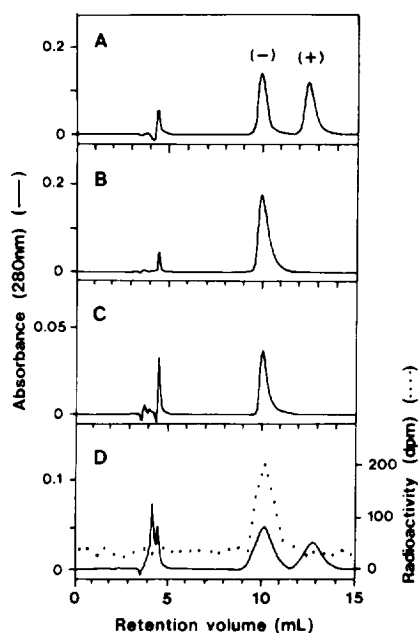 A
(−) (+)
0.2
0
B
0.2
0
C
0.05
0
D
0.1
0
200
100
0
0 5 10 15
Absorbance (280nm) (—)
Radioactivity (dpm) (····)
Retention volume (mL)